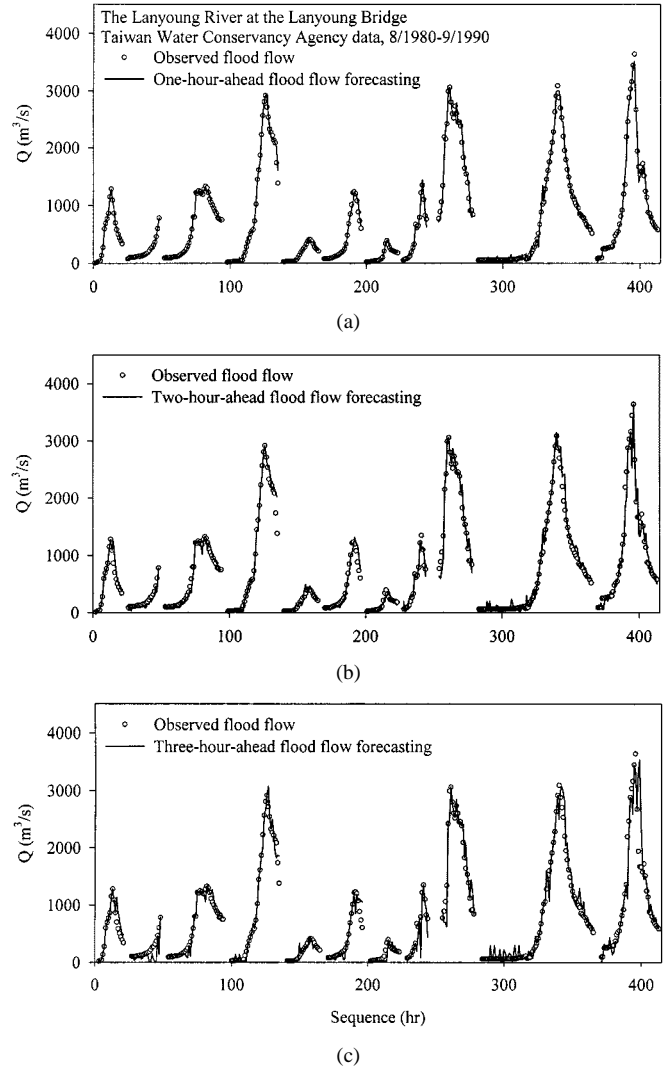 The Lanyoung River at the Lanyoung Bridge
Taiwan Water Conservancy Agency data, 8/1980-9/1990
Observed flood flow
One-hour-ahead flood flow forecasting
4000
3000
2000
1000
0
Q (m³/s)
0 100 200 300 400
(a)
Observed flood flow
Two-hour-ahead flood flow forecasting
4000
3000
2000
1000
0
Q (m³/s)
0 100 200 300 400
(b)
Observed flood flow
Three-hour-ahead flood flow forecasting
4000
3000
2000
1000
0
Q (m³/s)
0 100 200 300 400
Sequence (hr)
(c)